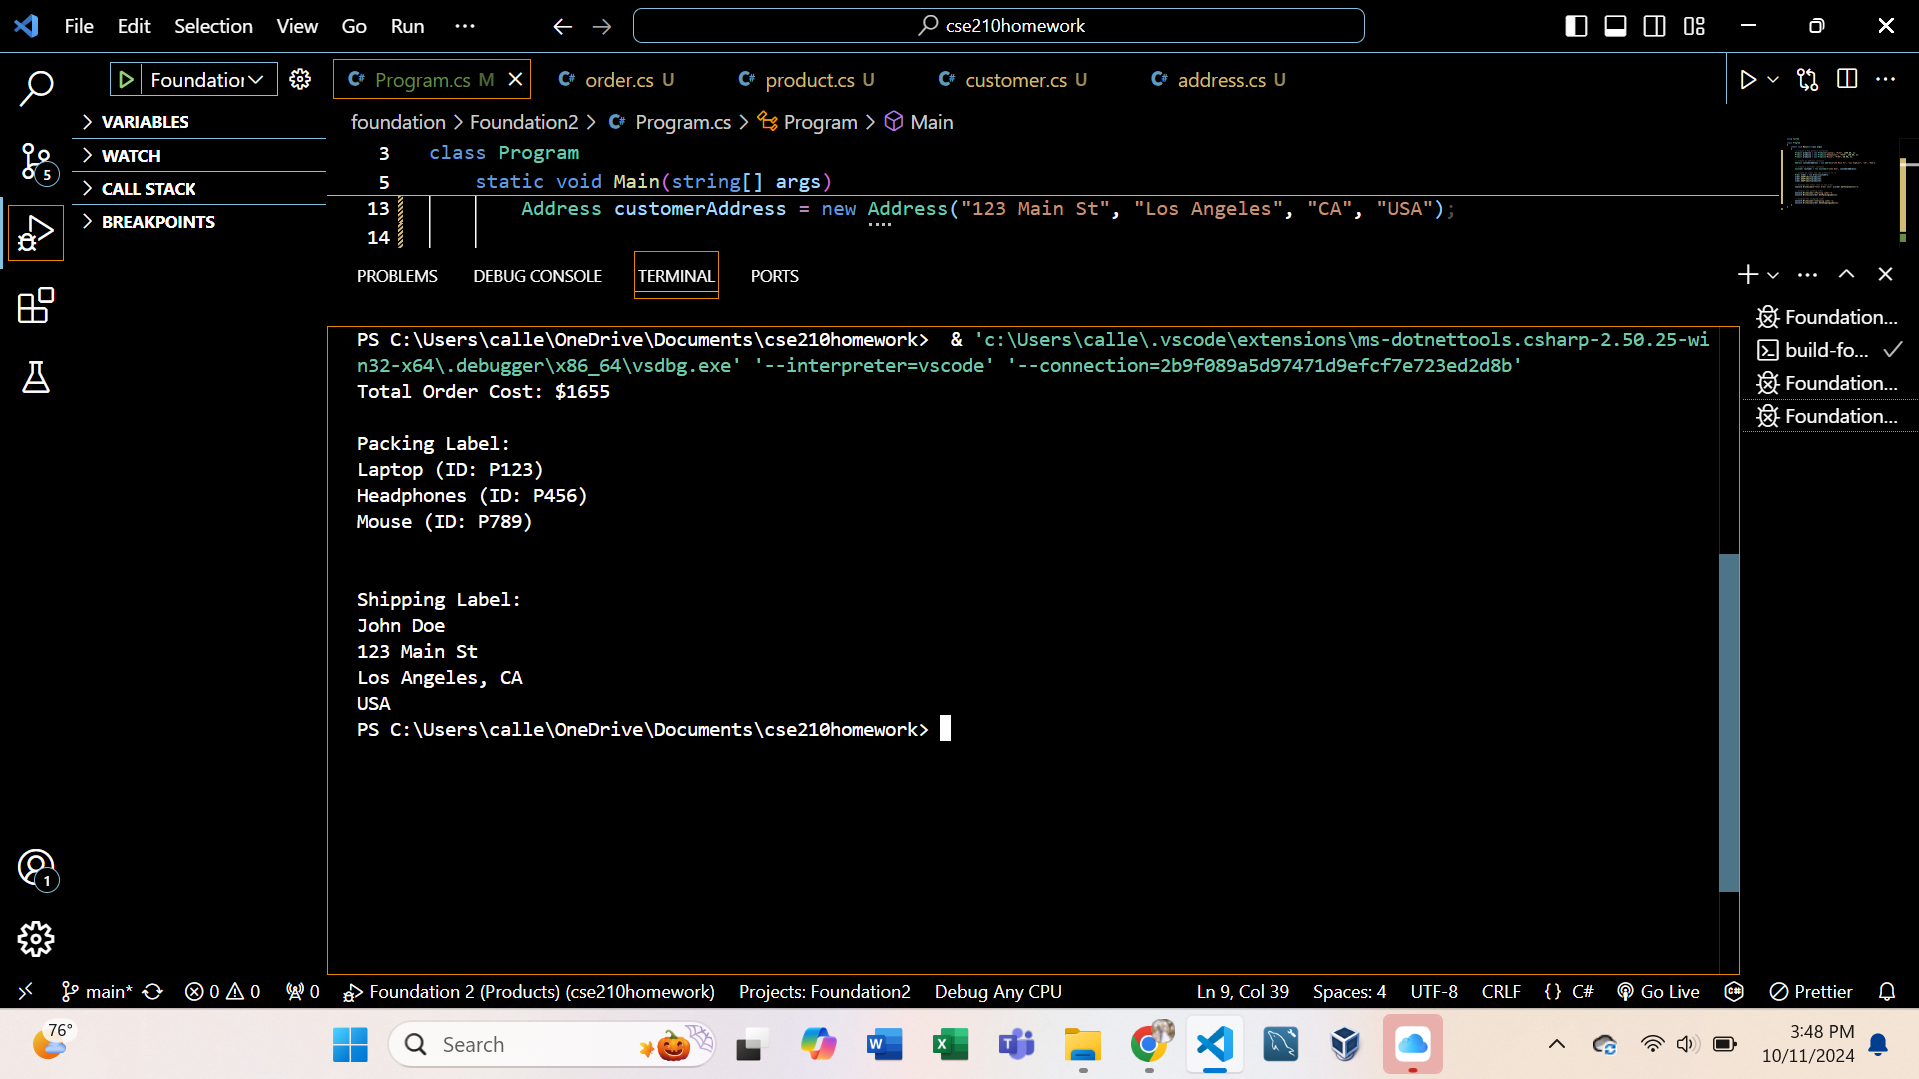 File Edit Selection View Go Run ··· cse210homework
Foundation Program.cs M order.cs U product.cs U customer.cs U address.cs U
VARIABLES
WATCH
CALL STACK
BREAKPOINTS
foundation > Foundation2 > Program.cs > Program > Main
3 class Program
5 static void Main(string[] args)
13 Address customerAddress = new Address("123 Main St", "Los Angeles", "CA", "USA");
14
PROBLEMS DEBUG CONSOLE TERMINAL PORTS
PS C:\Users\calle\OneDrive\Documents\cse210homework> & 'c:\Users\calle\.vscode\extensions\ms-dotnettools.csharp-2.50.25-wi
n32-x64\.debugger\x86_64\vsdbg.exe' '--interpreter=vscode' '--connection=2b9f089a5d97471d9efcf7e723ed2d8b'
Total Order Cost: $1655
Packing Label:
Laptop (ID: P123)
Headphones (ID: P456)
Mouse (ID: P789)
Shipping Label:
John Doe
123 Main St
Los Angeles, CA
USA
PS C:\Users\calle\OneDrive\Documents\cse210homework>
Foundation...
build-fo...
Foundation...
Foundation...
5
1
main* 0 0 0 Foundation 2 (Products) (cse210homework) Projects: Foundation2 Debug Any CPU Ln 9, Col 39 Spaces: 4 UTF-8 CRLF {} C# Go Live Prettier
76° Search 3:48 PM
10/11/2024